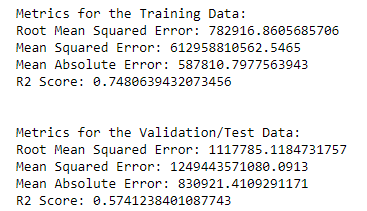 Metrics for the Training Data:
Root Mean Squared Error: 782916.8605685706
Mean Squared Error: 612958810562.5465
Mean Absolute Error: 587810.7977563943
R2 Score: 0.7480639432073456
Metrics for the Validation/Test Data:
Root Mean Squared Error: 1117785.1184731757
Mean Squared Error: 1249443571080.0913
Mean Absolute Error: 830921.4109291171
R2 Score: 0.5741238401087743